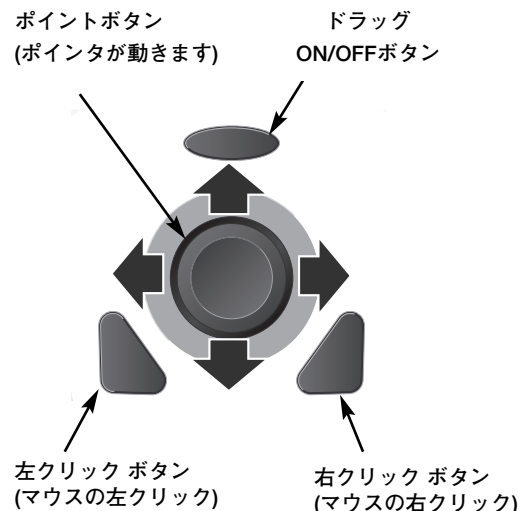 ポイントボタン
(ポインタが動きます)
ドラッグ
ON/OFFボタン
左クリック ボタン
(マウスの左クリック)
右クリック ボタン
(マウスの右クリック)